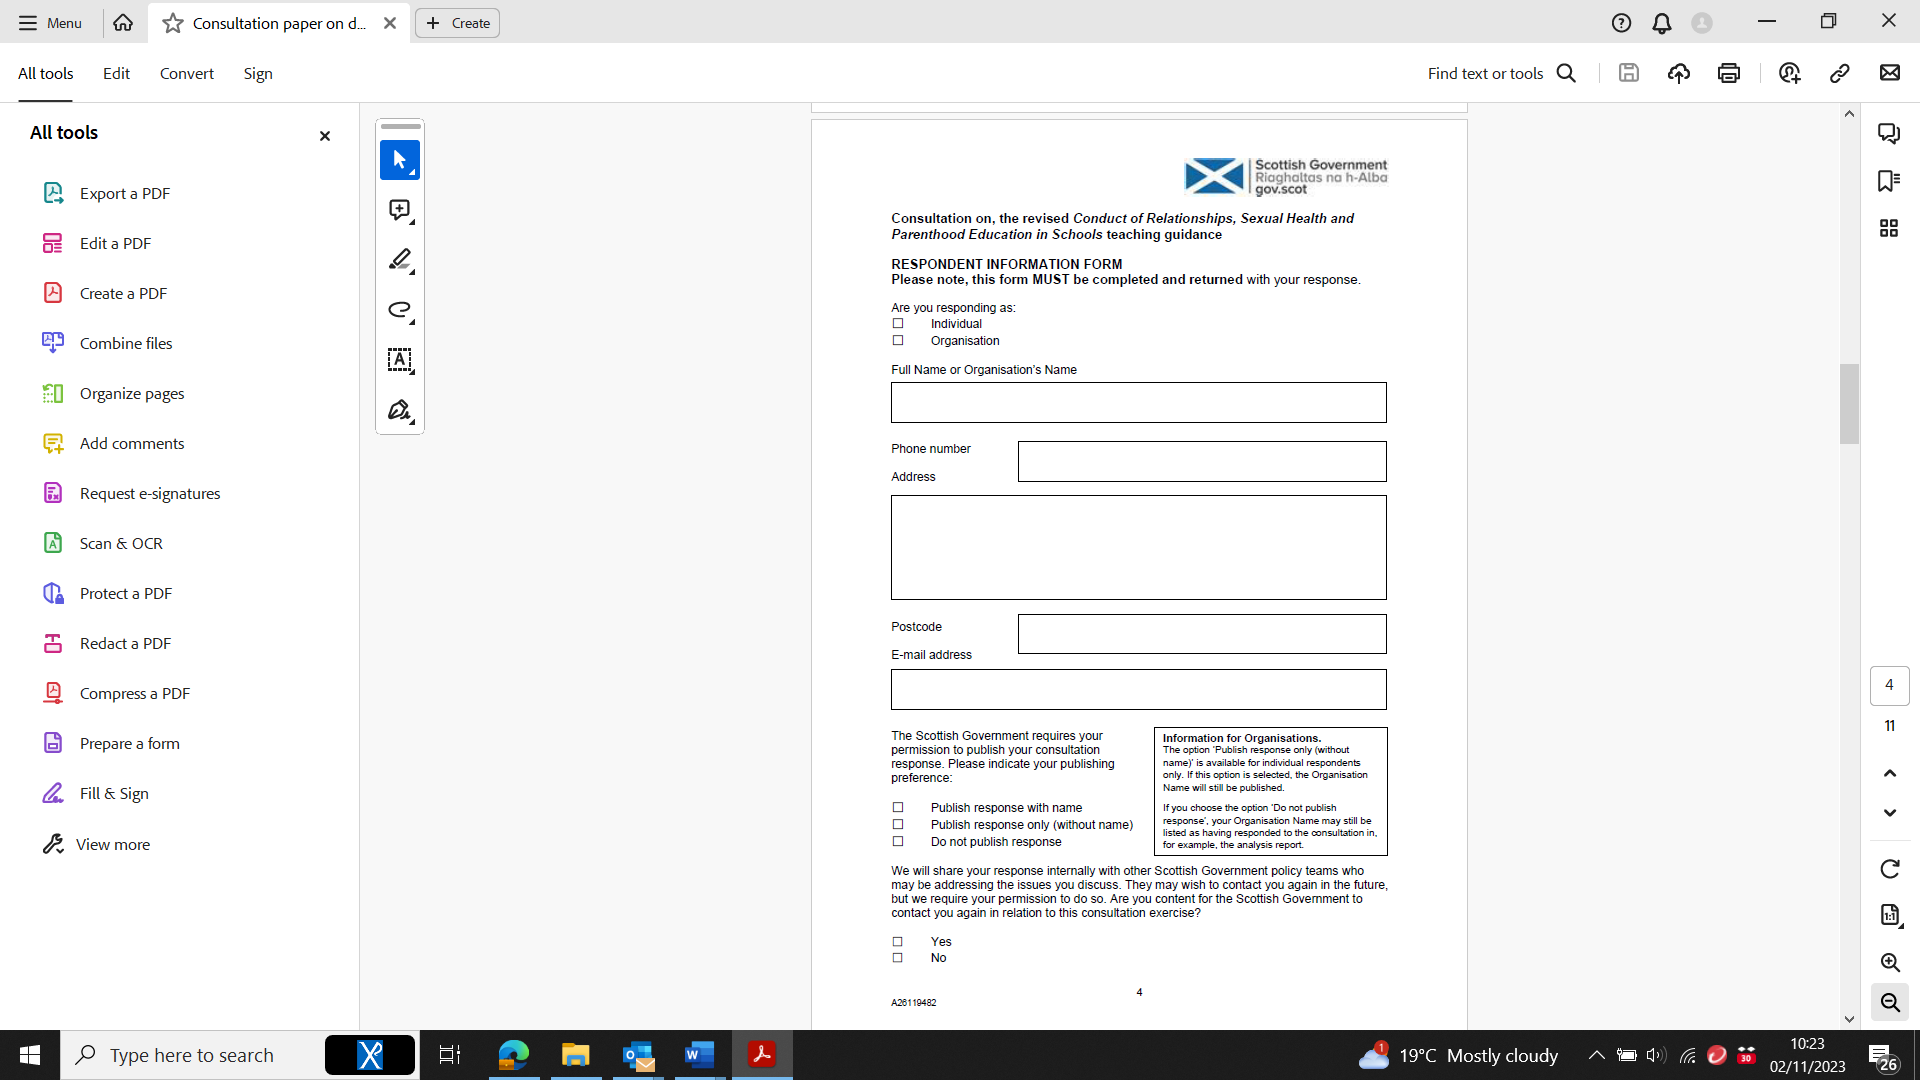 Menu
Consultation paper on d...
Create
All tools
Edit
Convert
Sign
Find text or tools
All tools
Export a PDF
Edit a PDF
Create a PDF
Combine files
Organize pages
Add comments
Request e-signatures
Scan & OCR
Protect a PDF
Redact a PDF
Compress a PDF
Prepare a form
Fill & Sign
View more
Scottish Government
Riaghaltas na h-Alba
gov.scot
Consultation on, the revised Conduct of Relationships, Sexual Health and
Parenthood Education in Schools teaching guidance
RESPONDENT INFORMATION FORM
Please note, this form MUST be completed and returned with your response.
Are you responding as:
Individual
Organisation
Full Name or Organisation's Name
Phone number
Address
Postcode
E-mail address
The Scottish Government requires your
permission to publish your consultation
response. Please indicate your publishing
preference:
Publish response with name
Publish response only (without name)
Do not publish response
Information for Organisations.
The option 'Publish response only (without
name)' is available for individual respondents
only. If this option is selected, the Organisation
Name will still be published.
If you choose the option 'Do not publish
response', your Organisation Name may still be
listed as having responded to the consultation in,
for example, the analysis report.
We will share your response internally with other Scottish Government policy teams who
may be addressing the issues you discuss. They may wish to contact you again in the future,
but we require your permission to do so. Are you content for the Scottish Government to
contact you again in relation to this consultation exercise?
Yes
No
4
A26119482
4
11
1:1
Type here to search
1
19°C Mostly cloudy
30
10:23
02/11/2023
26